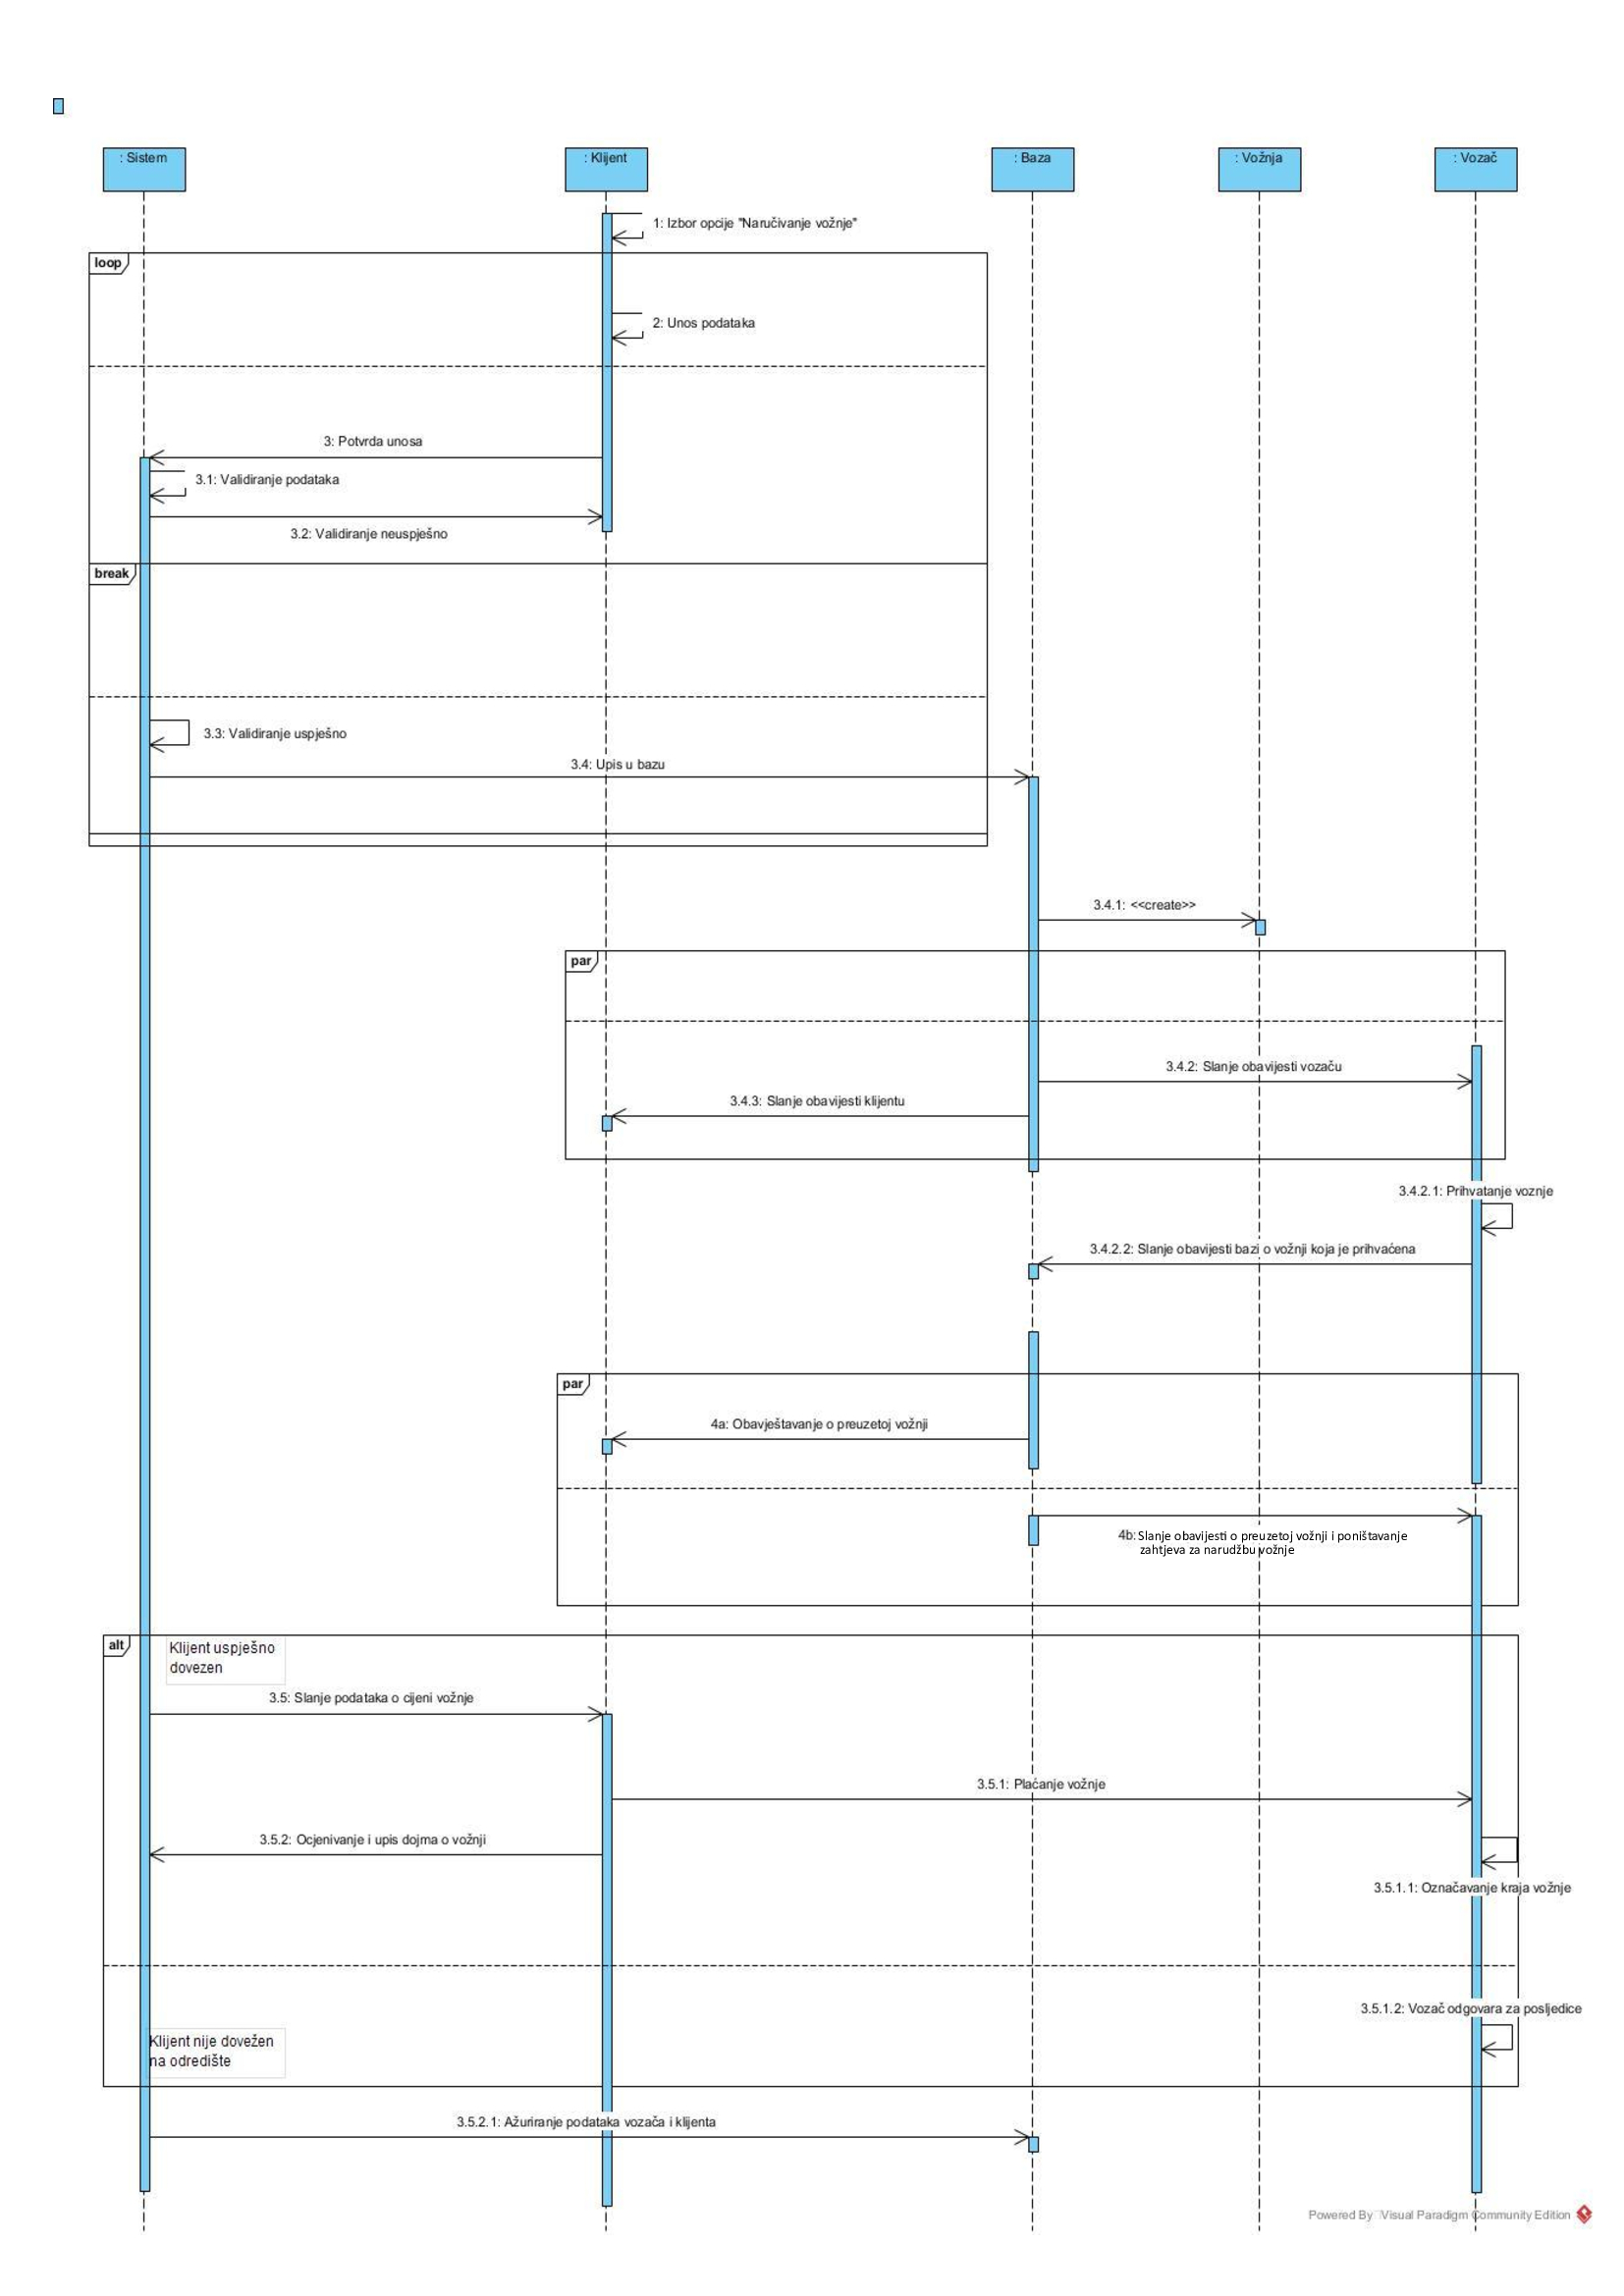 : Sistem
: Klijent
: Baza
: Vožnja
: Vozač
1: Izbor opcije "Naručivanje vožnje"
loop
2: Unos podataka
3: Potvrda unosa
3.1: Validiranje podataka
3.2: Validiranje neuspješno
break
3.3: Validiranje uspješno
3.4: Upis u bazu
3.4.1: <<create>>
par
3.4.2: Slanje obavijesti vozaču
3.4.3: Slanje obavijesti klijentu
3.4.2.1: Prihvatanje voznje
3.4.2.2: Slanje obavijesti bazi o vožnji koja je prihvaćena
par
4a: Obavještavanje o preuzetoj vožnji
4b: Slanje obavijesti o preuzetoj vožnji i poništavanje
zahtjeva za narudžbu vožnje
alt
Klijent uspješno
dovezen
3.5: Slanje podataka o cijeni vožnje
3.5.1: Plaćanje vožnje
3.5.2: Ocjenivanje i upis dojma o vožnji
3.5.1.1: Označavanje kraja vožnje
3.5.1.2: Vozač odgovara za posljedice
Klijent nije dovežen
na odredište
3.5.2.1: Ažuriranje podataka vozača i klijenta
Powered By Visual Paradigm Community Edition